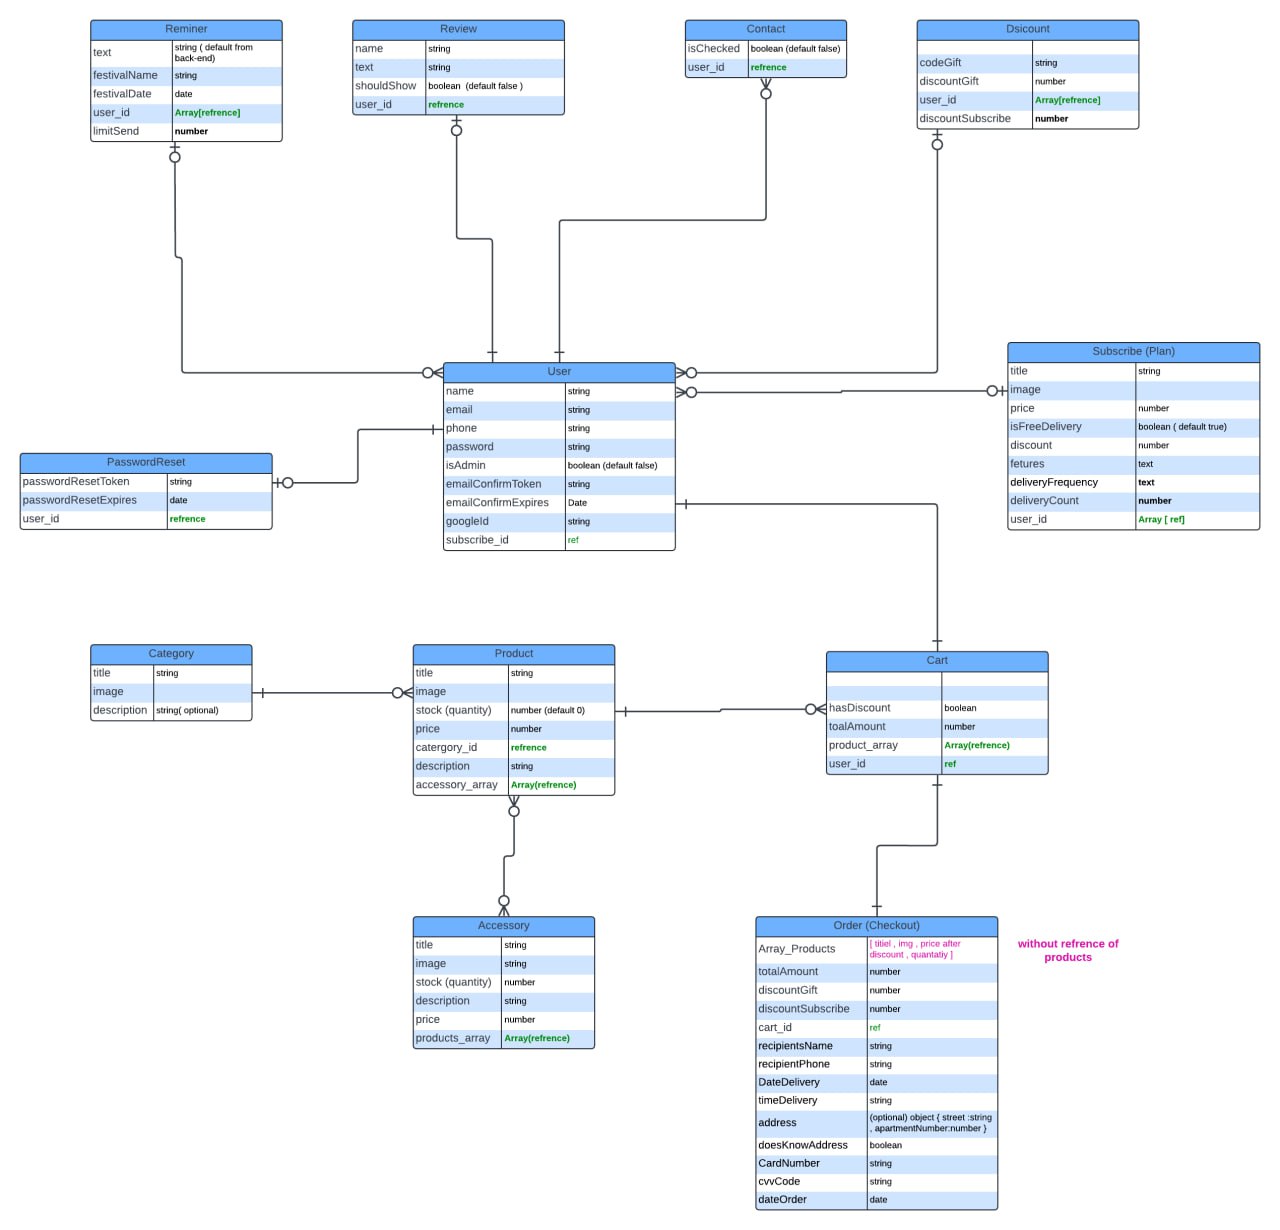 Reminer
text string ( default from
back-end)
festivalName string
festivalDate date
user_id Array[refrence]
limitSend number
Review
name string
text string
shouldShow boolean (default false )
user_id refrence
Contact
isChecked boolean (default false)
user_id refrence
Dsicount
codeGift string
discountGift number
user_id Array[refrence]
discountSubscribe number
User
name string
email string
phone string
password string
isAdmin boolean (default false)
emailConfirmToken string
emailConfirmExpires Date
googleId string
subscribe_id ref
Subscribe (Plan)
title string
image
price number
isFreeDelivery boolean ( default true)
discount number
fetures text
deliveryFrequency text
deliveryCount number
user_id Array [ ref]
PasswordReset
passwordResetToken string
passwordResetExpires date
user_id refrence
Category
title string
image
description string( optional)
Product
title string
image
stock (quantity) number (default 0)
price number
catergory_id refrence
description string
accessory_array Array(refrence)
Cart
hasDiscount boolean
toalAmount number
product_array Array(refrence)
user_id ref
Accessory
title string
image string
stock (quantity) number
description string
price number
products_array Array(refrence)
Order (Checkout)
Array_Products [ titiel , img , price after
discount , quantatiy ]
totalAmount number
discountGift number
discountSubscribe number
cart_id ref
recipientsName string
recipientPhone string
DateDelivery date
timeDelivery string
address (optional) object { street :string
, apartmentNumber:number }
doesKnowAddress boolean
CardNumber string
cvvCode string
dateOrder date
without refrence of
products